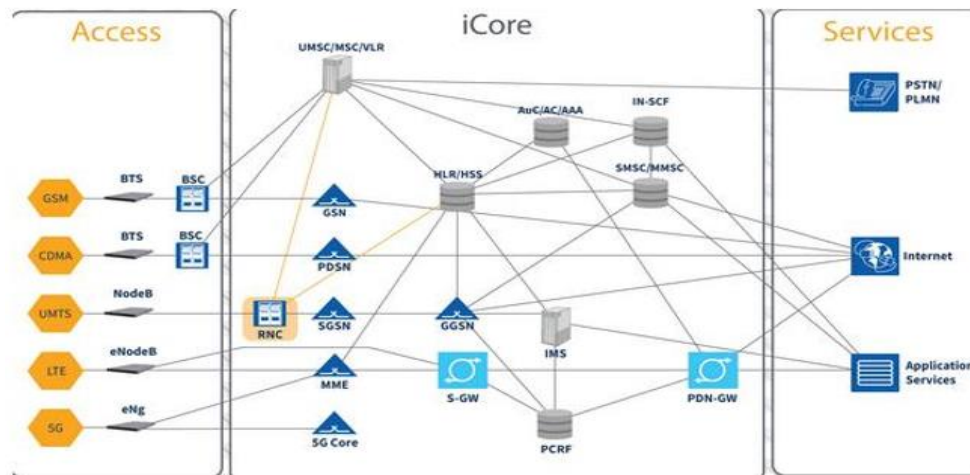 Access
iCore
Services
UMSC/MSC/VLR
PSTN/
PLMN
AuC/AC/AAA
IN-SCF
HLR/HSS
SMSC/MMSC
GSM
BTS
BSC
GSN
CDMA
BTS
BSC
PDSN
Internet
UMTS
NodeB
RNC
SGSN
GGSN
IMS
LTE
eNodeB
MME
S-GW
PDN-GW
Application
Services
5G
eNg
5G Core
PCRF